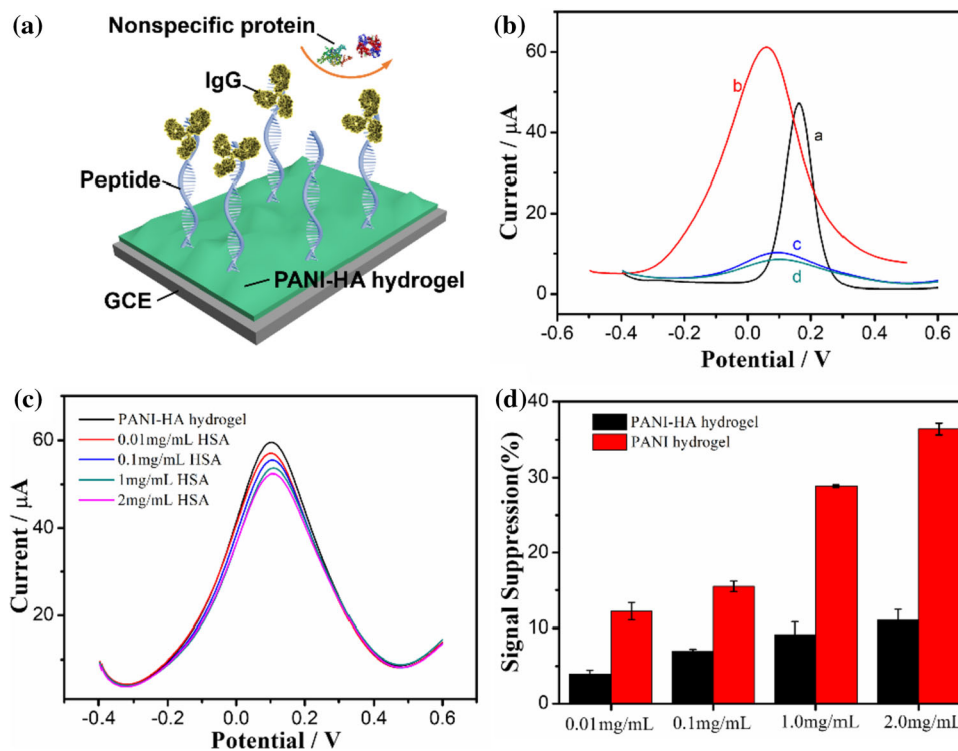 (a)
Nonspecific protein
IgG
Peptide
PANI-HA hydrogel
GCE
(b)
Current / μA
60
40
20
0
b
a
c
d
-0.6 -0.4 -0.2 0.0 0.2 0.4 0.6
Potential / V
(c)
Current / μA
60
40
20
PANI-HA hydrogel
0.01mg/mL HSA
0.1mg/mL HSA
1mg/mL HSA
2mg/mL HSA
-0.4 -0.2 0.0 0.2 0.4 0.6
Potential / V
(d)
Signal Suppression(%)
40
30
20
10
0
PANI-HA hydrogel
PANI hydrogel
0.01mg/mL 0.1mg/mL 1.0mg/mL 2.0mg/mL